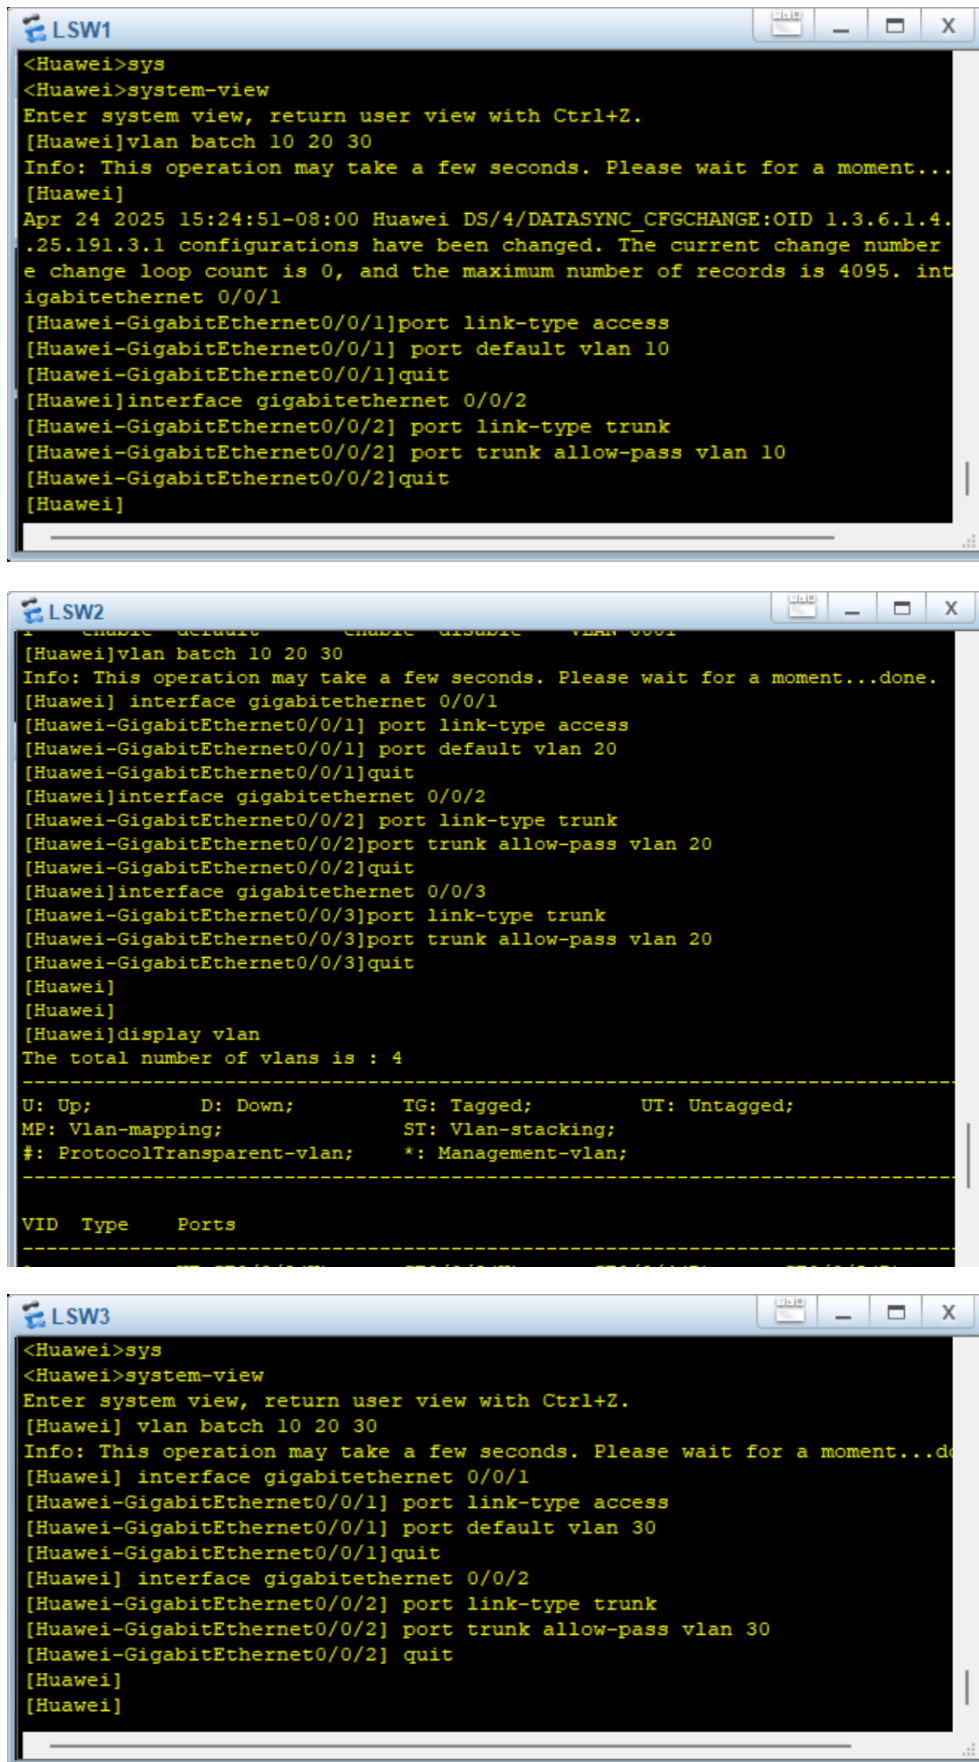 LSW1
<Huawei>sys
<Huawei>system-view
Enter system view, return user view with Ctrl+Z.
[Huawei]vlan batch 10 20 30
Info: This operation may take a few seconds. Please wait for a moment...
[Huawei]
Apr 24 2025 15:24:51-08:00 Huawei DS/4/DATASYNC_CFGCHANGE:OID 1.3.6.1.4.
.25.191.3.1 configurations have been changed. The current change number
e change loop count is 0, and the maximum number of records is 4095. int
igabitethernet 0/0/1
[Huawei-GigabitEthernet0/0/1]port link-type access
[Huawei-GigabitEthernet0/0/1] port default vlan 10
[Huawei-GigabitEthernet0/0/1]quit
[Huawei]interface gigabitethernet 0/0/2
[Huawei-GigabitEthernet0/0/2] port link-type trunk
[Huawei-GigabitEthernet0/0/2] port trunk allow-pass vlan 10
[Huawei-GigabitEthernet0/0/2]quit
[Huawei]
LSW2
[Huawei]vlan batch 10 20 30
Info: This operation may take a few seconds. Please wait for a moment...done.
[Huawei] interface gigabitethernet 0/0/1
[Huawei-GigabitEthernet0/0/1] port link-type access
[Huawei-GigabitEthernet0/0/1] port default vlan 20
[Huawei-GigabitEthernet0/0/1]quit
[Huawei]interface gigabitethernet 0/0/2
[Huawei-GigabitEthernet0/0/2] port link-type trunk
[Huawei-GigabitEthernet0/0/2]port trunk allow-pass vlan 20
[Huawei-GigabitEthernet0/0/2]quit
[Huawei]interface gigabitethernet 0/0/3
[Huawei-GigabitEthernet0/0/3]port link-type trunk
[Huawei-GigabitEthernet0/0/3]port trunk allow-pass vlan 20
[Huawei-GigabitEthernet0/0/3]quit
[Huawei]
[Huawei]
[Huawei]display vlan
The total number of vlans is : 4
--------------------------------------------------------------------------------
U: Up; D: Down; TG: Tagged; UT: Untagged;
MP: Vlan-mapping; ST: Vlan-stacking;
#: ProtocolTransparent-vlan; *: Management-vlan;
--------------------------------------------------------------------------------
VID Type Ports
--------------------------------------------------------------------------------
LSW3
<Huawei>sys
<Huawei>system-view
Enter system view, return user view with Ctrl+Z.
[Huawei] vlan batch 10 20 30
Info: This operation may take a few seconds. Please wait for a moment...do
[Huawei] interface gigabitethernet 0/0/1
[Huawei-GigabitEthernet0/0/1] port link-type access
[Huawei-GigabitEthernet0/0/1] port default vlan 30
[Huawei-GigabitEthernet0/0/1]quit
[Huawei] interface gigabitethernet 0/0/2
[Huawei-GigabitEthernet0/0/2] port link-type trunk
[Huawei-GigabitEthernet0/0/2] port trunk allow-pass vlan 30
[Huawei-GigabitEthernet0/0/2] quit
[Huawei]
[Huawei]